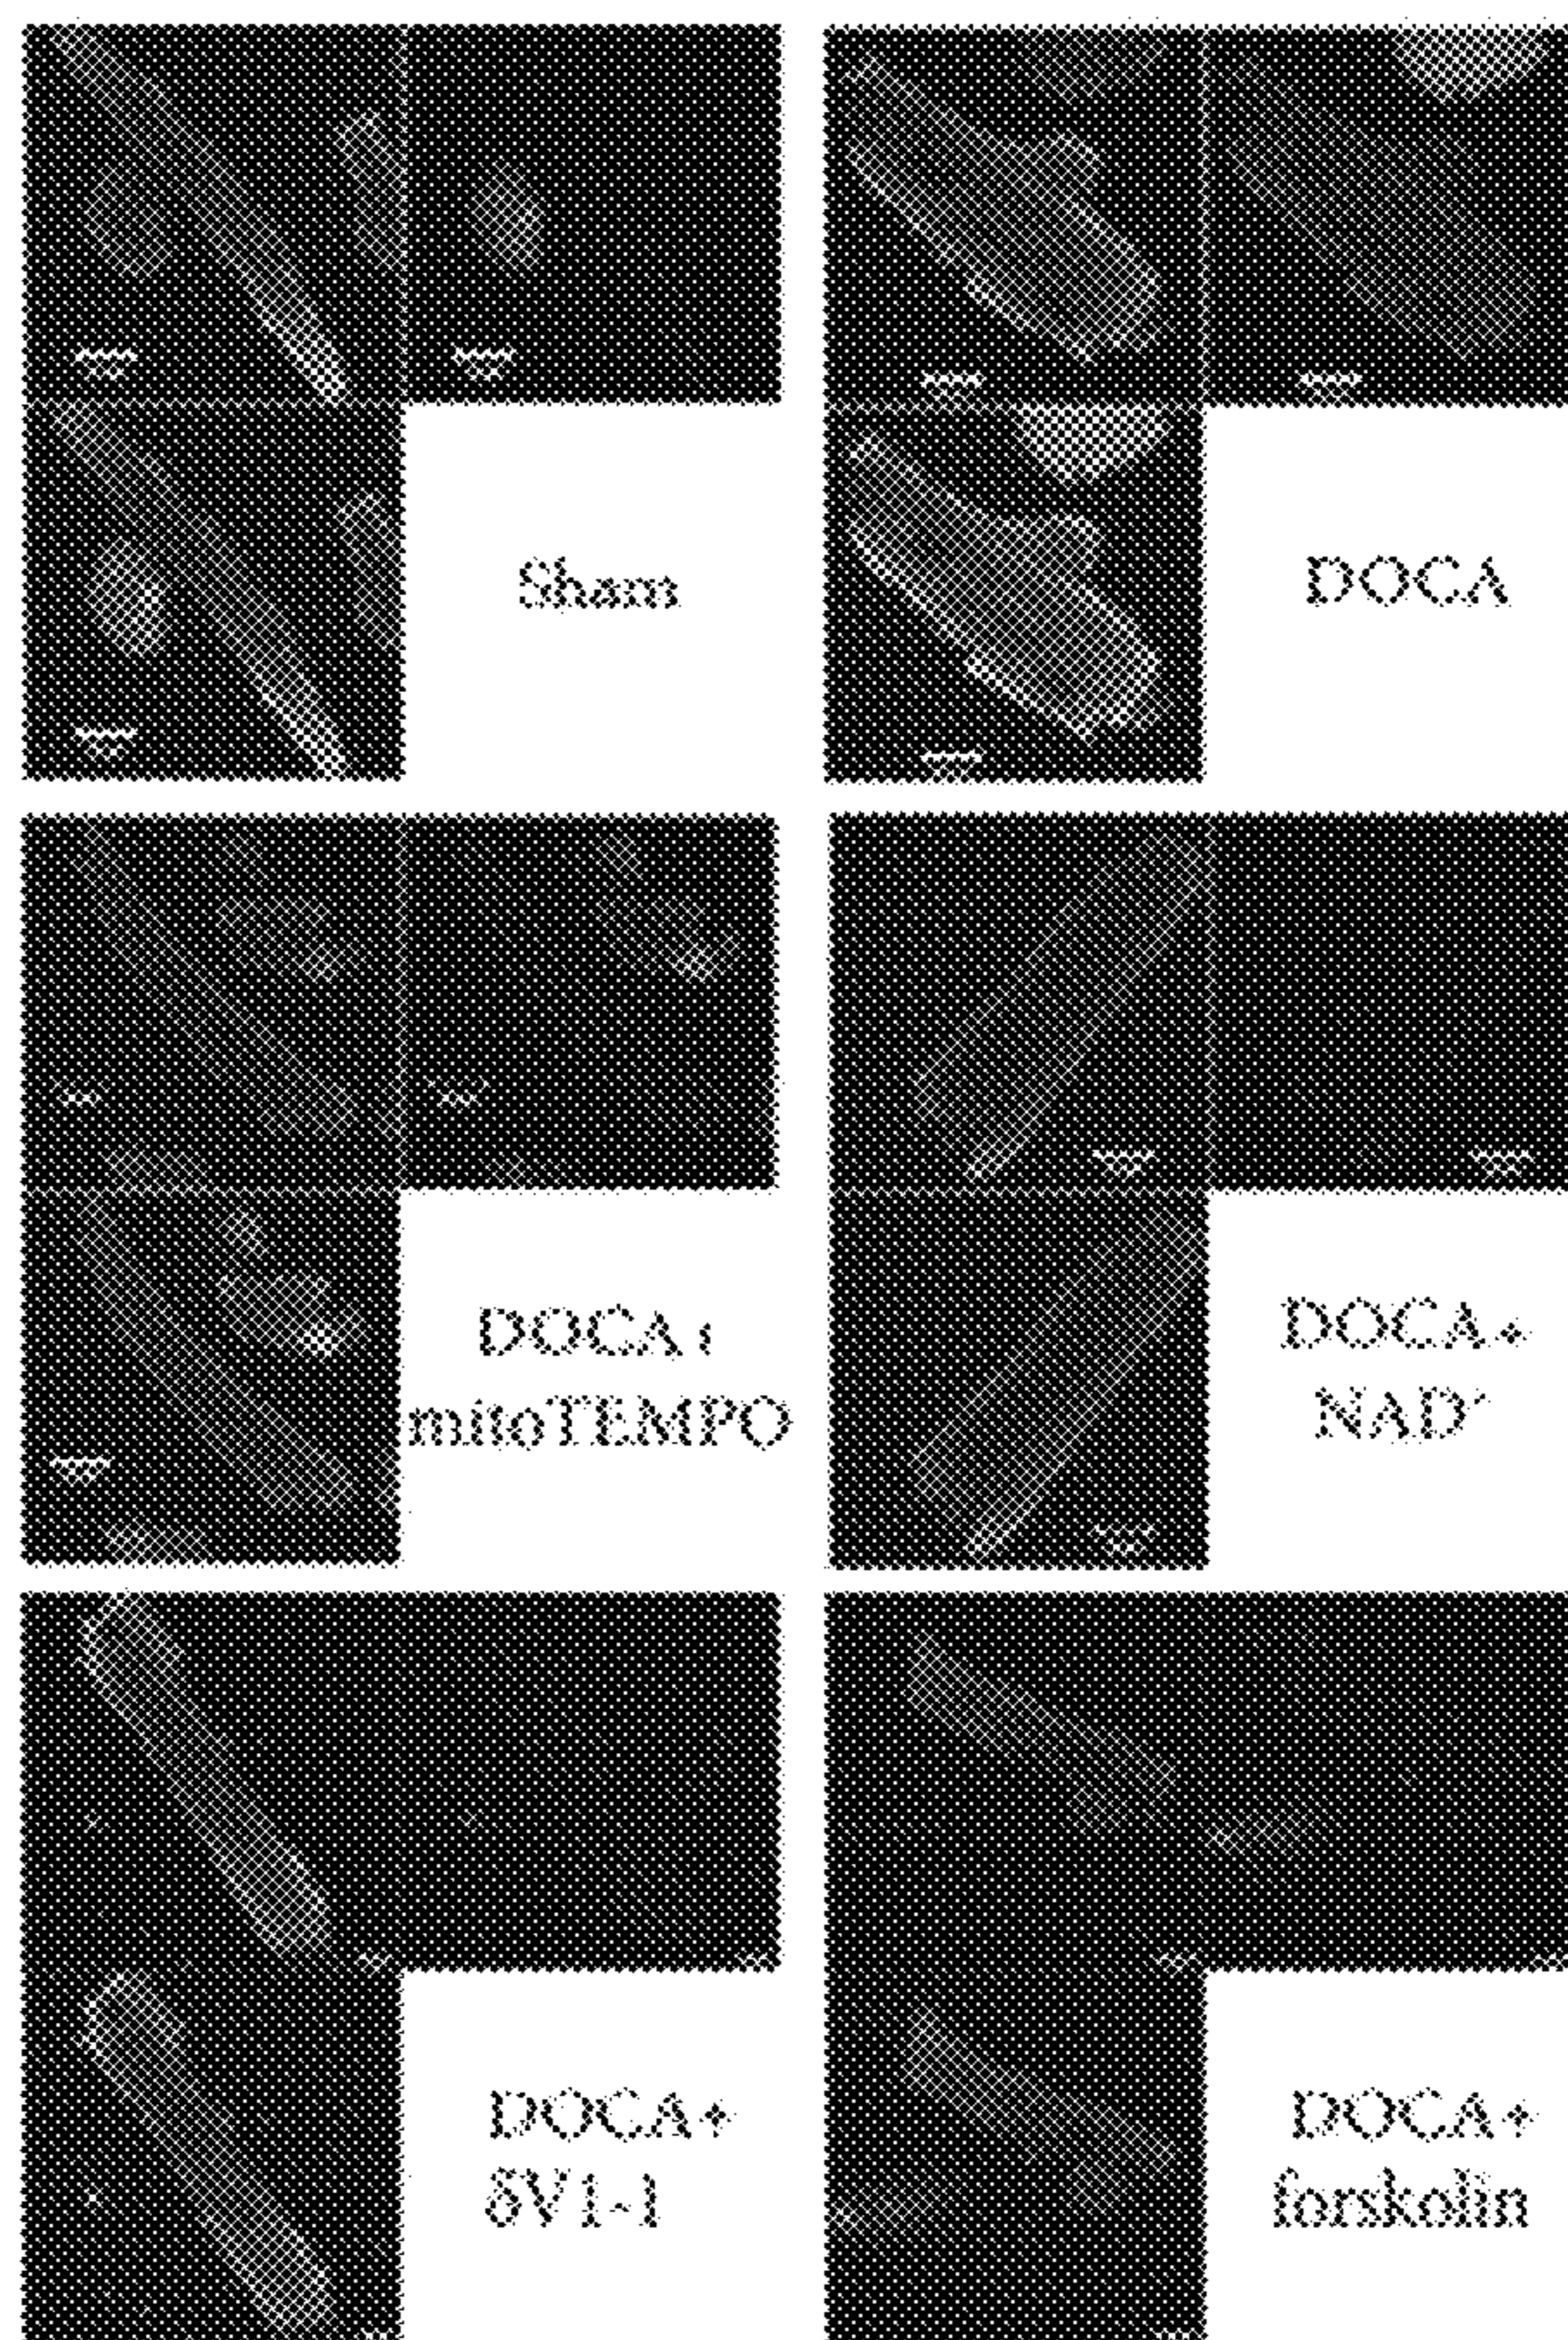 Sham
DOCA
DOCA +
mitoTEMPO
DOCA +
NAD⁺
DOCA+
δV1-1
DOCA+
forskolin